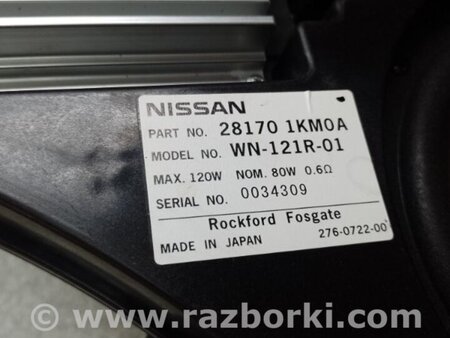 NISSAN
PART NO. 28170 1KM0A
MODEL NO. WN-121R-01
MAX. 120W NOM. 80W 0.6Ω
SERIAL NO. 0034309
Rockford Fosgate
MADE IN JAPAN 276-0722-00
www.razborki.com